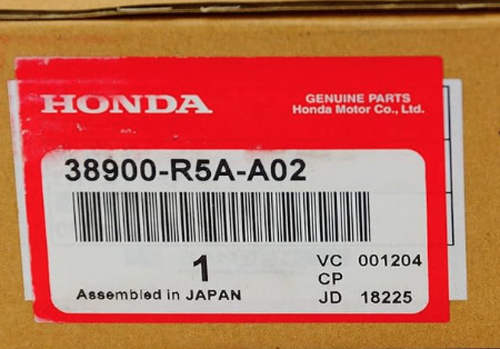 HONDA
GENUINE PARTS
Honda Motor Co., Ltd.
38900-R5A-A02
1
Assembled in JAPAN
VC 001204
CP
JD 18225